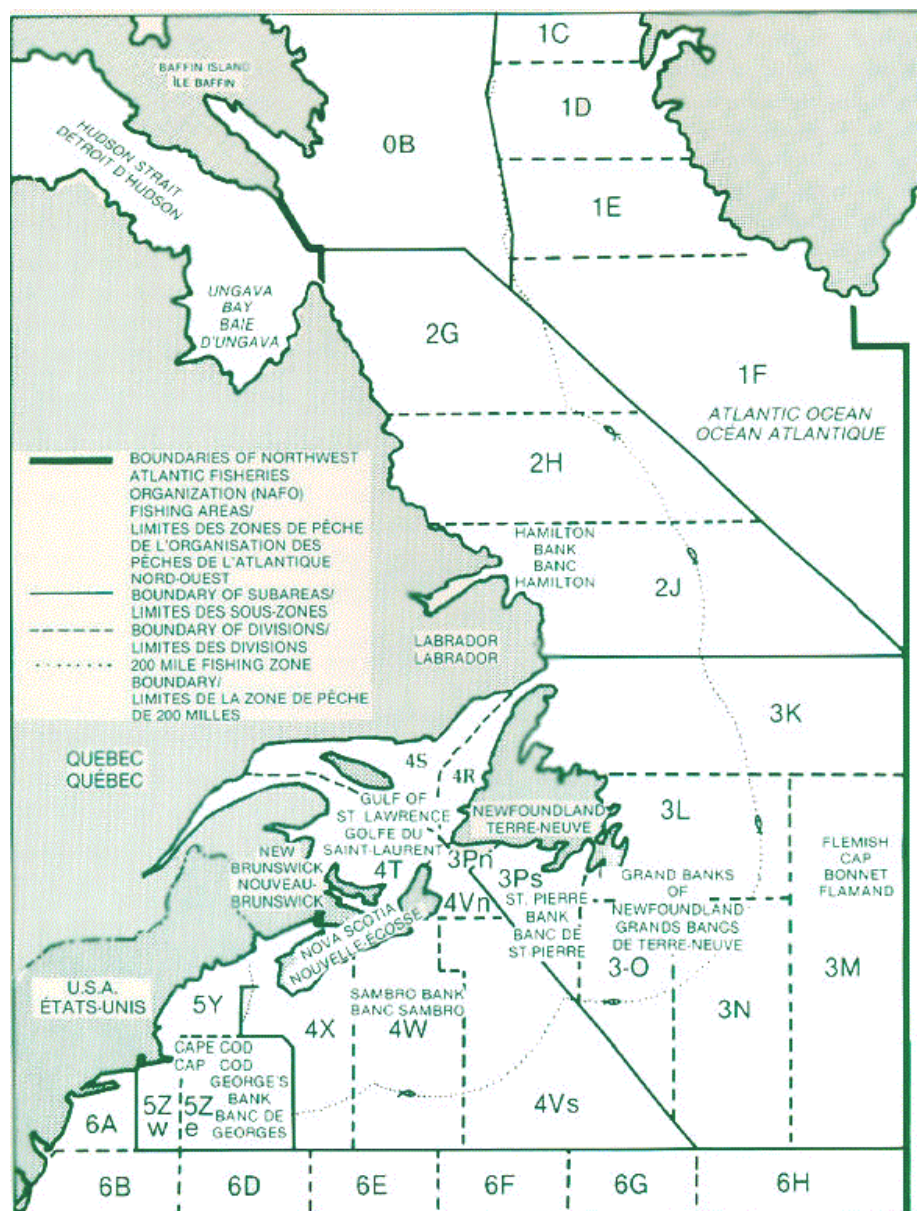 1C
BAFFIN ISLAND
ÎLE BAFFIN
1D
0B
HUDSON STRAIT
DETROIT D'HUDSON
1E
UNGAVA
BAY
BAIE
D'UNGAVA
2G
1F
ATLANTIC OCEAN
OCÉAN ATLANTIQUE
2H
BOUNDARIES OF NORTHWEST
ATLANTIC FISHERIES
ORGANIZATION (NAFO)
FISHING AREAS/
LIMITES DES ZONES DE PÊCHE
DE L'ORGANISATION DES
PÊCHES DE L'ATLANTIQUE
NORD-OUEST
BOUNDARY OF SUBAREAS/
LIMITES DES SOUS-ZONES
BOUNDARY OF DIVISIONS/
LIMITES DES DIVISIONS
200 MILE FISHING ZONE
BOUNDARY/
LIMITES DE LA ZONE DE PÊCHE
DE 200 MILLES
HAMILTON
BANK
BANC
HAMILTON
2J
LABRADOR
LABRADOR
3K
QUEBEC
QUÉBEC
4S
4R
GULF OF
ST. LAWRENCE
GOLFE DU
SAINT-LAURENT
NEWFOUNDLAND
TERRE-NEUVE
3L
FLEMISH
CAP
BONNET
FLAMAND
NEW
BRUNSWICK
NOUVEAU-
BRUNSWICK
4T
3Pn
3Ps
4Vn
ST. PIERRE
BANK
BANC DE
ST-PIERRE
GRAND BANKS
OF
NEWFOUNDLAND
GRANDS BANCS
DE TERRE-NEUVE
NOVA SCOTIA
NOUVELLE-ÉCOSSE
3-O
3M
3N
U.S.A.
ÉTATS-UNIS
5Y
4X
SAMBRO BANK
BANC SAMBRO
4W
CAPE COD
CAP COD
GEORGE'S
BANK
BANC DE
GEORGES
5Z
w
5Z
e
6A
4Vs
6B
6D
6E
6F
6G
6H